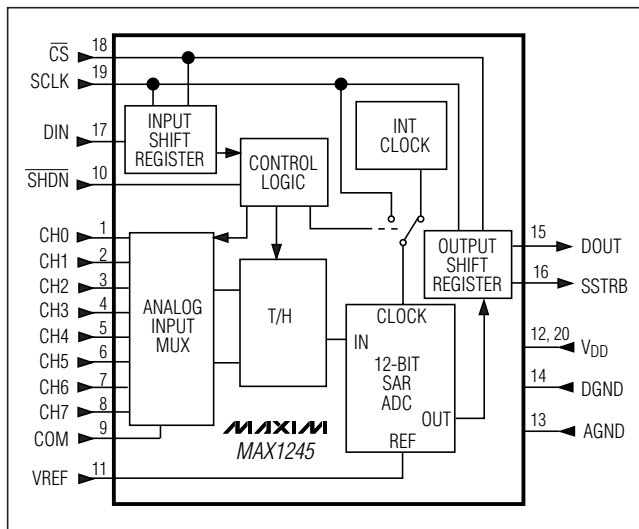 CS 18
SCLK 19
DIN 17
SHDN 10
CH0 1
CH1 2
CH2 3
CH3 4
CH4 5
CH5 6
CH6 7
CH7 8
COM 9
VREF 11
INPUT
SHIFT
REGISTER
CONTROL
LOGIC
INT
CLOCK
ANALOG
INPUT
MUX
T/H
CLOCK
IN
12-BIT
SAR
ADC
OUT
REF
OUTPUT
SHIFT
REGISTER
MAXIM
MAX1245
15 DOUT
16 SSTRB
12, 20 VDD
14 DGND
13 AGND